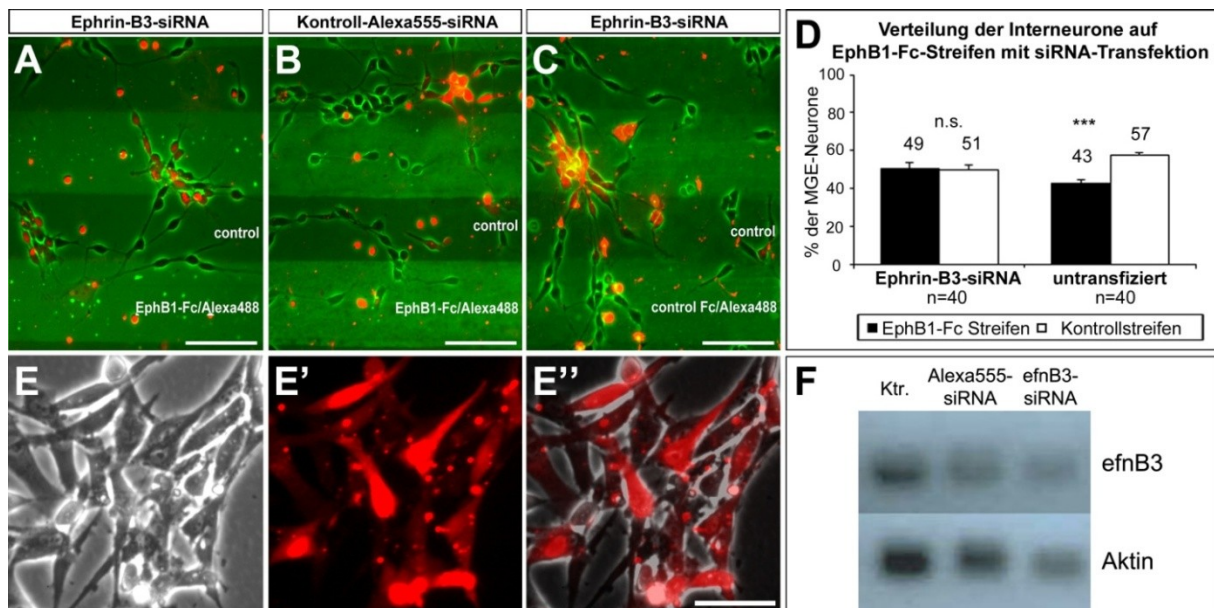 Ephrin-B3-siRNA
Kontroll-Alexa555-siRNA
Ephrin-B3-siRNA
A
control
EphB1-Fc/Alexa488
B
control
EphB1-Fc/Alexa488
C
control
control Fc/Alexa488
D
Verteilung der Interneurone auf
EphB1-Fc-Streifen mit siRNA-Transfektion
% der MGE-Neurone
100
80
60
40
20
0
n.s.
49
51
***
43
57
Ephrin-B3-siRNA
n=40
untransfiziert
n=40
EphB1-Fc Streifen
Kontrollstreifen
E
E'
E''
F
Ktr.
Alexa555-
siRNA
efnB3-
siRNA
efnB3
Aktin